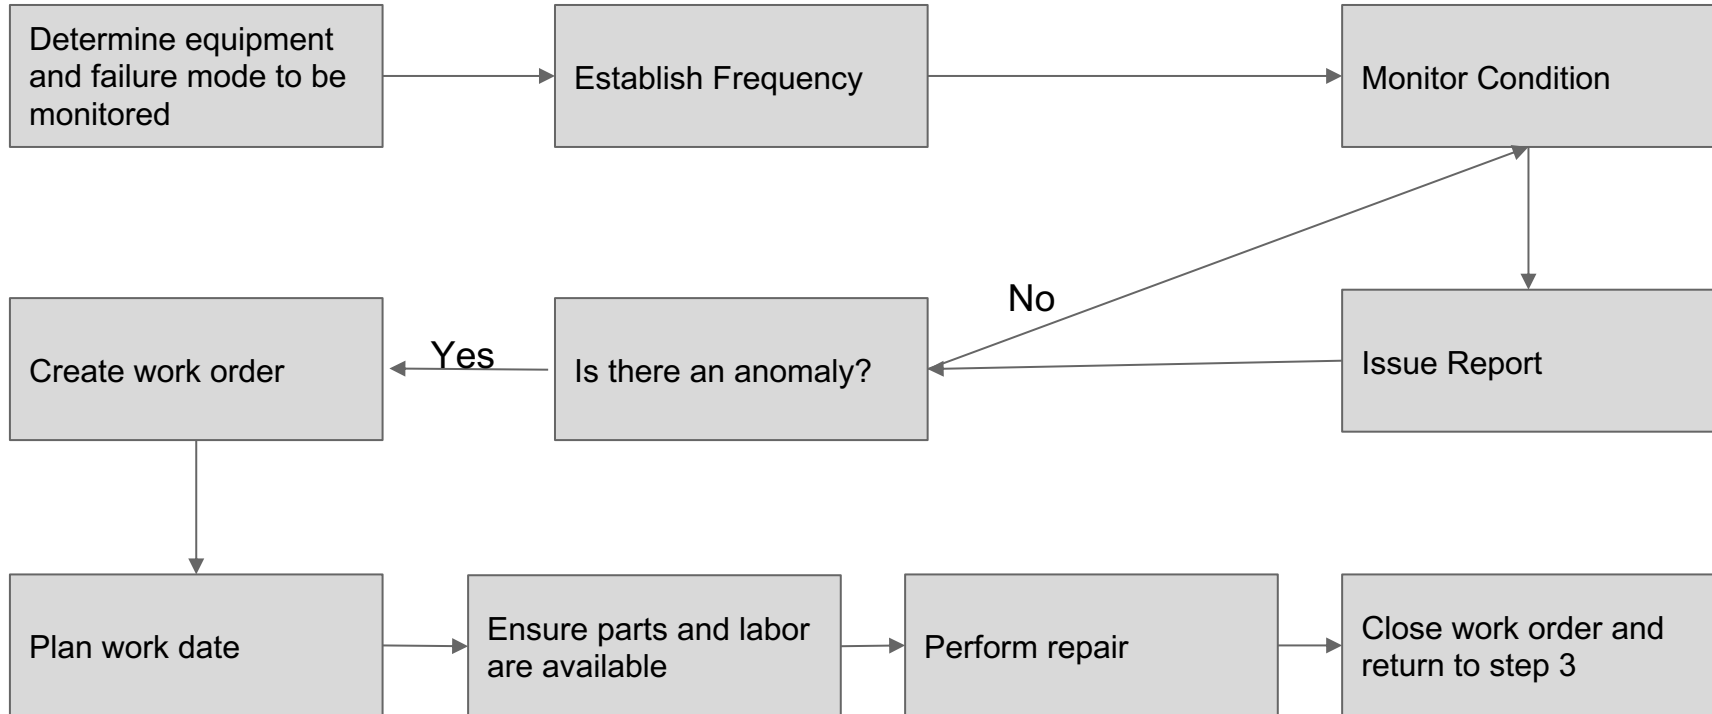 Determine equipment
and failure mode to be
monitored
Establish Frequency
Monitor Condition
No
Create work order
Yes
Is there an anomaly?
Issue Report
Plan work date
Ensure parts and labor
are available
Perform repair
Close work order and
return to step 3